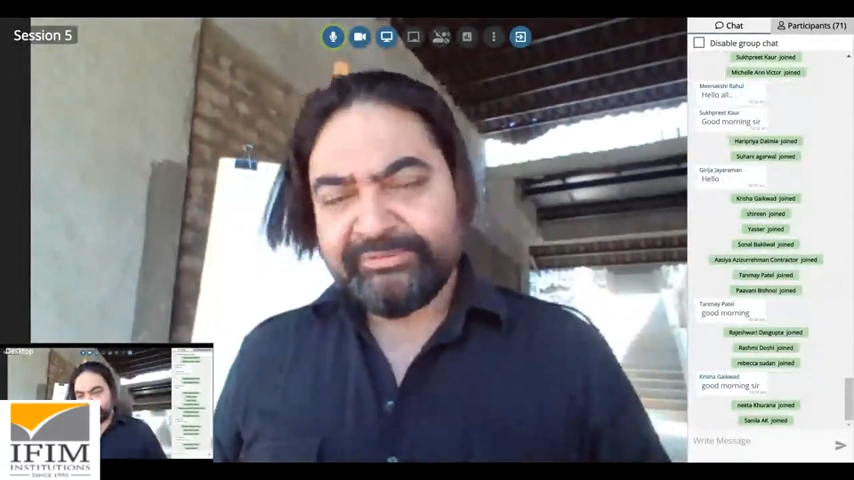 Session 5
Chat
Participants (71)
Disable group chat
Sukhpreet Kaur joined
Michelle Ann Victor joined
Meenakshi Rahul
Hello all..
Sukhpreet Kaur
Good morning sir
Haripriya Dalmia joined
Suhani agarwal joined
Girija Jayaraman
Hello
Krisha Gaikwad joined
shireen joined
Yasser joined
Sonal Bakliwal joined
Aasiya Azizurrehman Contractor joined
Tanmay Patel joined
Paavani Bishnoi joined
Tanmay Patel
good morning
Rajeshwari Dasgupta joined
Rashmi Doshi joined
rebecca sudan joined
Krisha Gaikwad
good morning sir
neeta Khurana joined
Sanila AK joined
Write Message
Desktop
IFIM
INSTITUTIONS
SINCE 1995